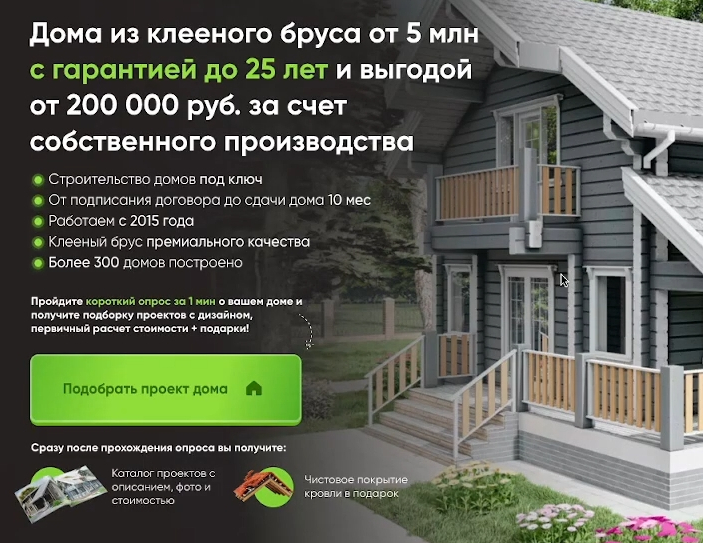 Дома из клееного бруса от 5 млн
с гарантией до 25 лет и выгодой
от 200 000 руб. за счет
собственного производства
Строительство домов под ключ
От подписания договора до сдачи дома 10 мес
Работаем с 2015 года
Клееный брус премиального качества
Более 300 домов построено
Пройдите короткий опрос за 1 мин о вашем доме и
получите подборку проектов с дизайном,
первичный расчет стоимости + подарки!
Подобрать проект дома
Сразу после прохождения опроса вы получите:
Каталог проектов с
описанием, фото и
стоимостью
Чистовое покрытие
кровли в подарок